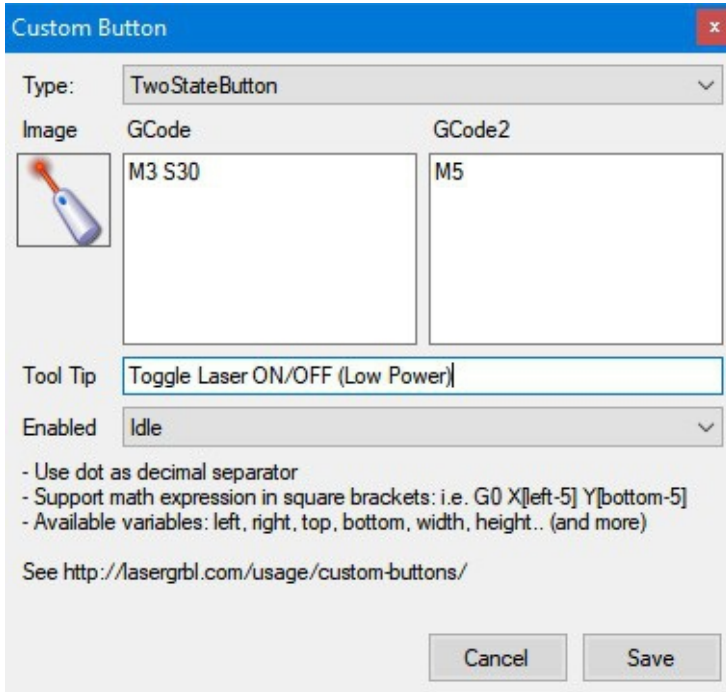 Custom Button
x
Type: TwoStateButton
Image GCode GCode2
M3 S30 M5
Tool Tip Toggle Laser ON/OFF (Low Power)
Enabled Idle
- Use dot as decimal separator
- Support math expression in square brackets: i.e. G0 X[left-5] Y[bottom-5]
- Available variables: left, right, top, bottom, width, height.. (and more)
See http://lasergrbl.com/usage/custom-buttons/
Cancel Save